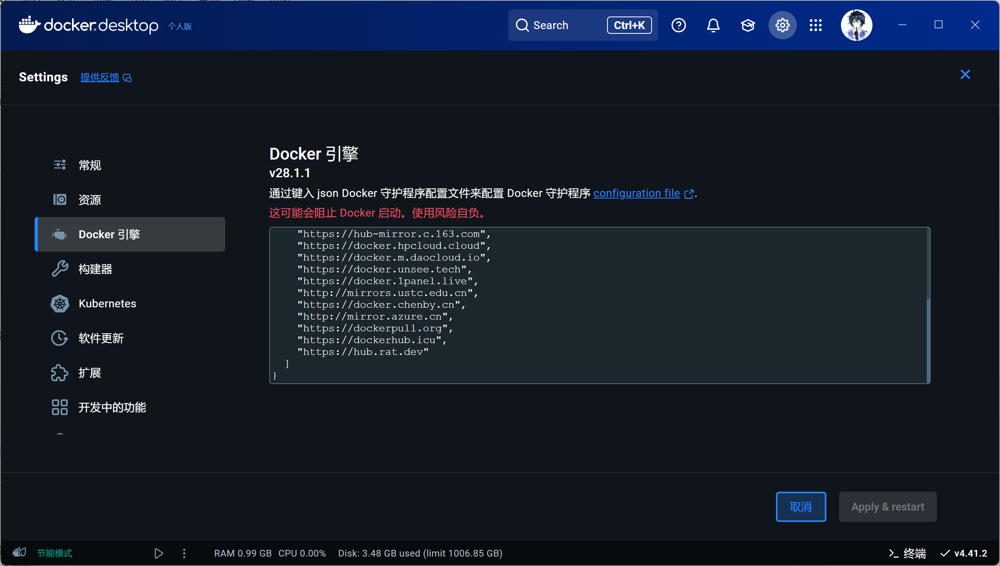 docker desktop 个人版
Search Ctrl+K
Settings 提供反馈
常规
资源
Docker 引擎
构建器
Kubernetes
软件更新
扩展
开发中的功能
Docker 引擎
v28.1.1
通过键入 json Docker 守护程序配置文件来配置 Docker 守护程序 configuration file .
这可能会阻止 Docker 启动。使用风险自负。
"https://hub-mirror.c.163.com",
"https://docker.hpcloud.cloud",
"https://docker.m.daocloud.io",
"https://docker.unsee.tech",
"https://docker.1panel.live",
"http://mirrors.ustc.edu.cn",
"https://docker.chenby.cn",
"http://mirror.azure.cn",
"https://dockerpull.org",
"https://dockerhub.icu",
"https://hub.rat.dev"
]
}
取消 Apply & restart
节能模式 RAM 0.99 GB CPU 0.00% Disk: 3.48 GB used (limit 1006.85 GB) 终端 v4.41.2